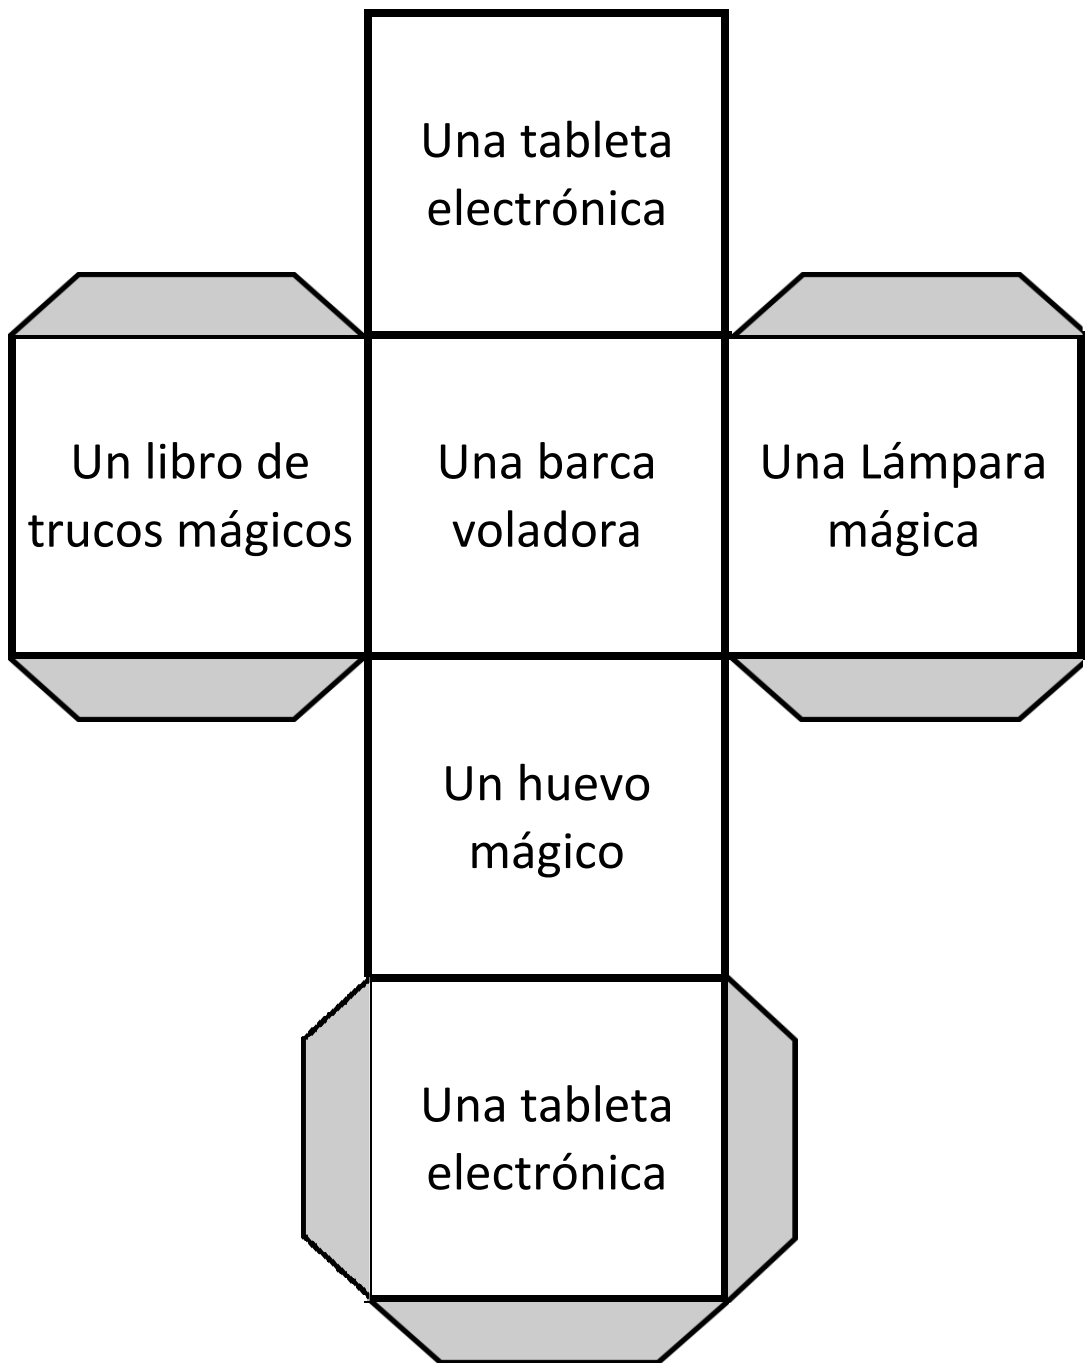 Una tableta
electrónica
Un libro de
trucos mágicos
Una barca
voladora
Una Lámpara
mágica
Un huevo
mágico
Una tableta
electrónica